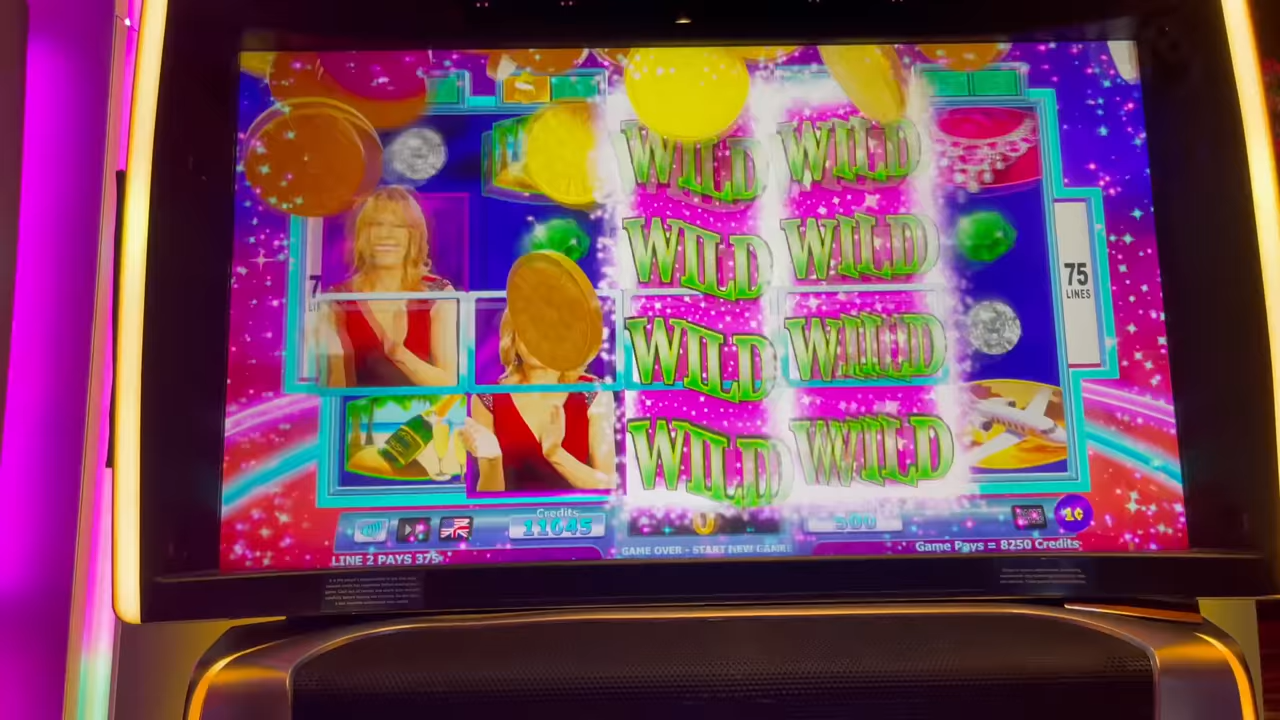 WILD WILD
WILD WILD
WILD WILD
WILD WILD
75
LINES
Credits
11045
0
500
1¢
GAME OVER - START NEW GAME
Game Pays = 8250 Credits
LINE 2 PAYS 375